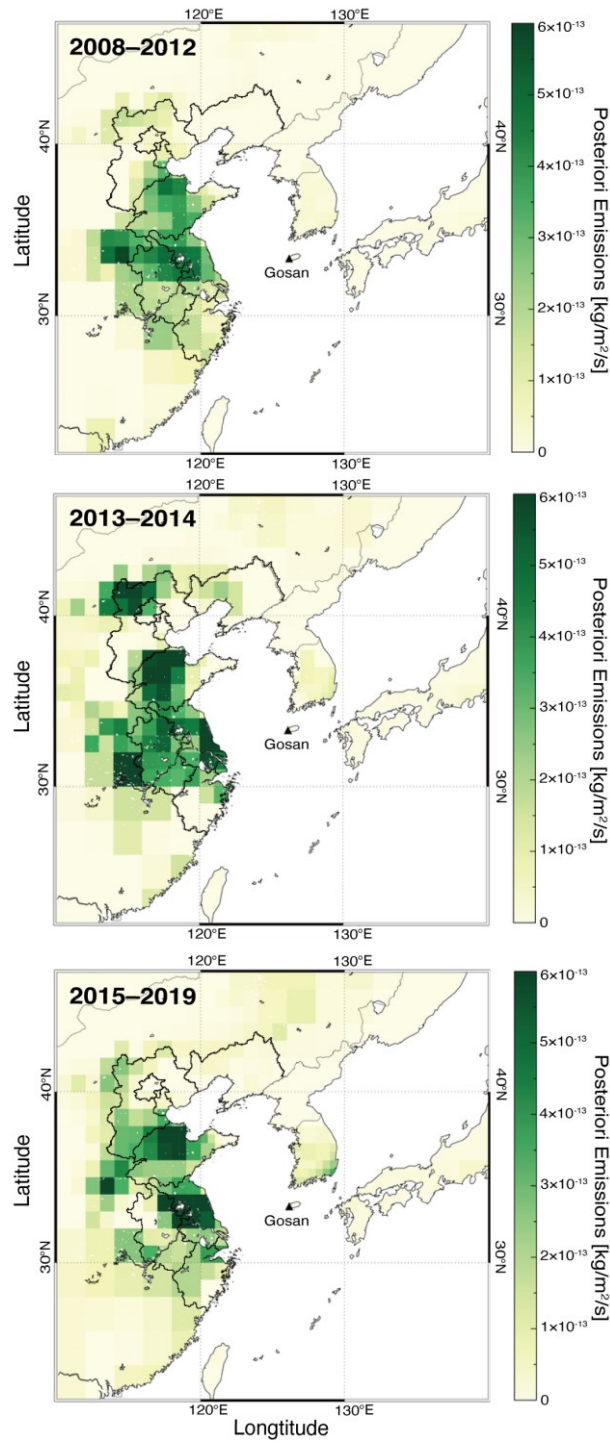 120°E 130°E
2008–2012
40°N 40°N
30°N 30°N
Latitude
Gosan
120°E 130°E
6×10⁻¹³
5×10⁻¹³
4×10⁻¹³
3×10⁻¹³
2×10⁻¹³
1×10⁻¹³
0
Posteriori Emissions [kg/m²/s]
120°E 130°E
2013–2014
40°N 40°N
30°N 30°N
Latitude
Gosan
120°E 130°E
6×10⁻¹³
5×10⁻¹³
4×10⁻¹³
3×10⁻¹³
2×10⁻¹³
1×10⁻¹³
0
Posteriori Emissions [kg/m²/s]
120°E 130°E
2015–2019
40°N 40°N
30°N 30°N
Latitude
Gosan
120°E 130°E
Longtitude
6×10⁻¹³
5×10⁻¹³
4×10⁻¹³
3×10⁻¹³
2×10⁻¹³
1×10⁻¹³
0
Posteriori Emissions [kg/m²/s]